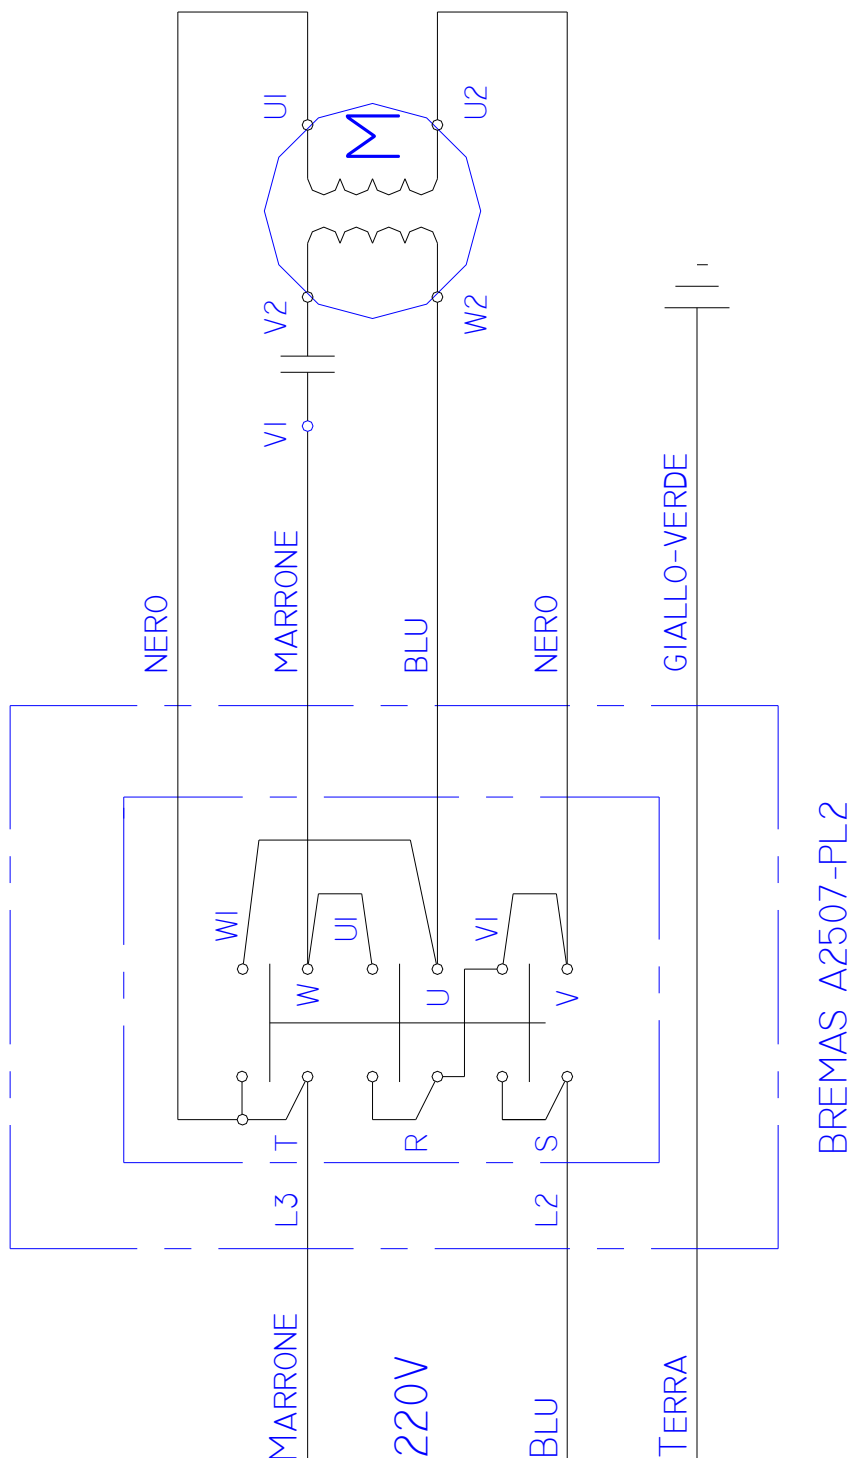 U1
U2
M
V2
W2
V1
NERO
MARRONE
BLU
NERO
GIALLO-VERDE
W1
U1
V1
W
U
V
T
R
S
L3
L2
MARRONE
220V
BLU
TERRA
BREMAS A2507-PL2